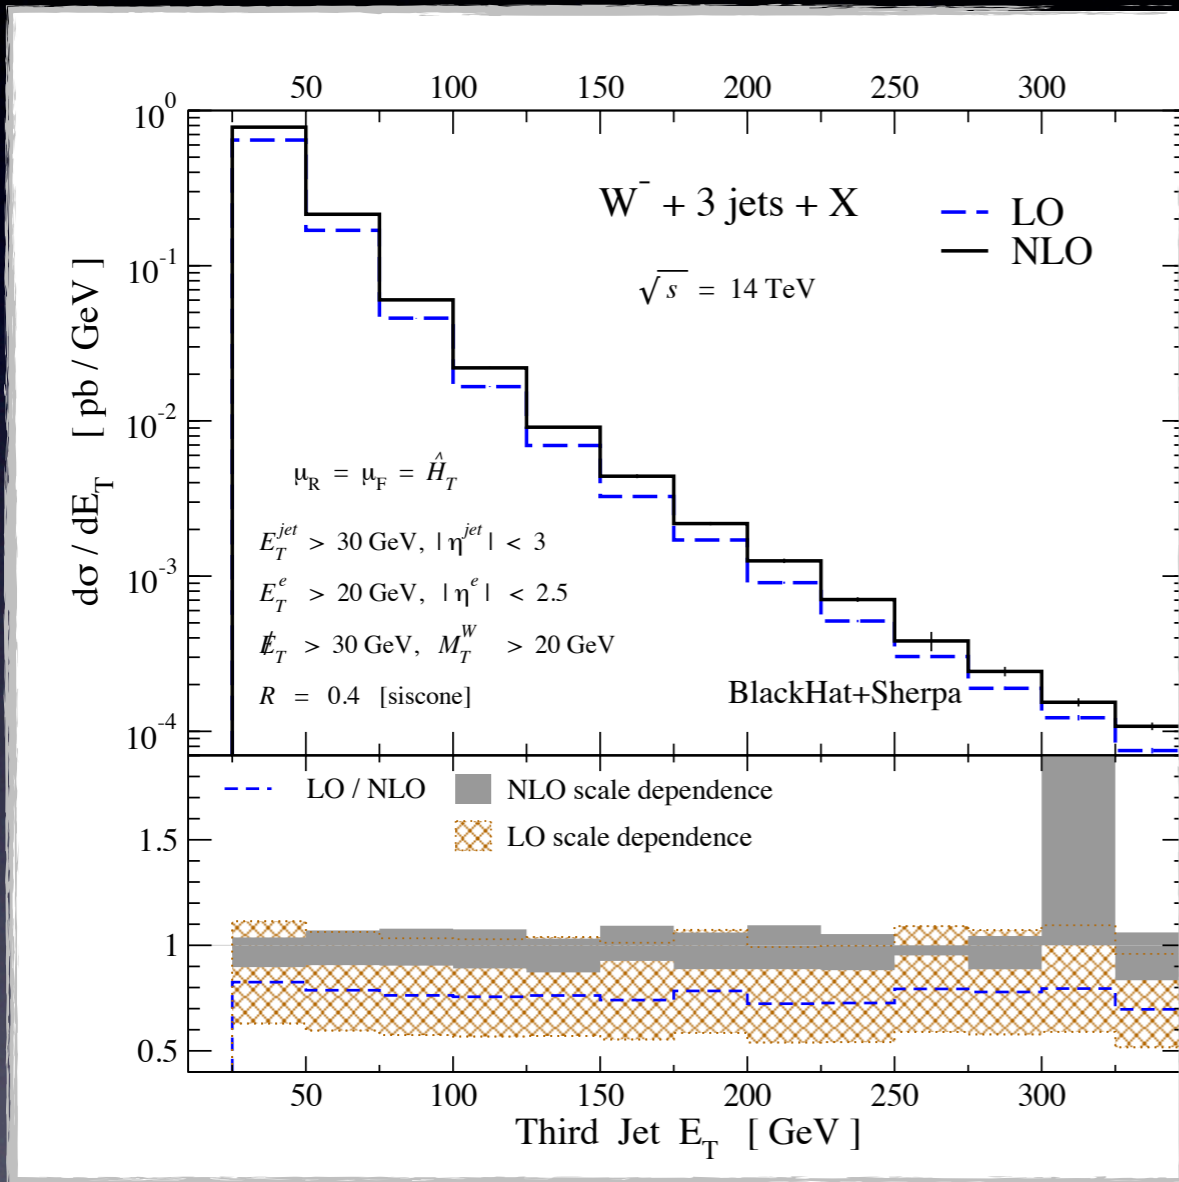 50 100 150 200 250 300
10^0
W^- + 3 jets + X
LO
NLO
10^-1
√s = 14 TeV
dσ / dE_T [ pb / GeV ]
10^-2
μ_R = μ_F = Ĥ_T
E_T^jet > 30 GeV, | η^jet | < 3
10^-3
E_T^e > 20 GeV, | η^e | < 2.5
E̸_T > 30 GeV, M_T^W > 20 GeV
R = 0.4 [siscone]
BlackHat+Sherpa
10^-4
LO / NLO
NLO scale dependence
LO scale dependence
1.5
1
0.5
50 100 150 200 250 300
Third Jet E_T [ GeV ]